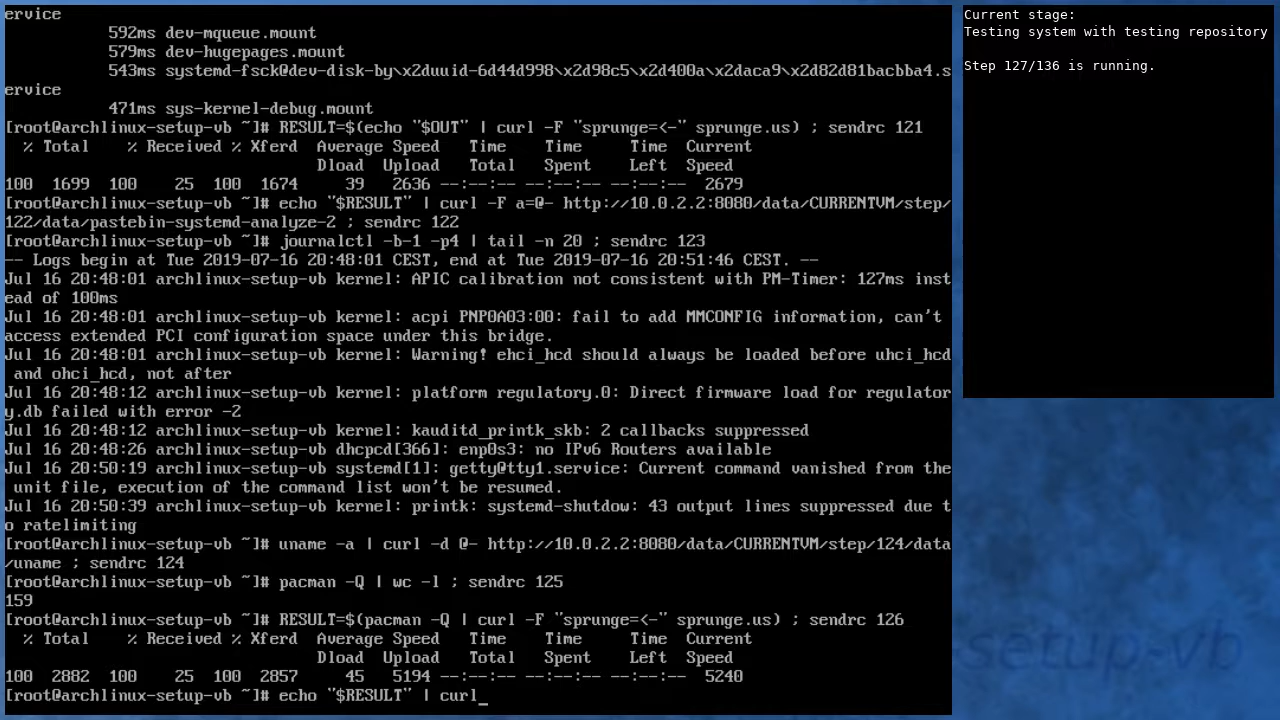 ervice
592ms dev-mqueue.mount
579ms dev-hugepages.mount
543ms systemd-fsck@dev-disk-by\x2duuid-6d44d998\x2d98c5\x2d400a\x2daca9\x2d82d81bacbba4.s
ervice
471ms sys-kernel-debug.mount
[root@archlinux-setup-vb ~]# RESULT=$(echo "$OUT" | curl -F "sprunge=<-" sprunge.us) ; sendrc 121
% Total    % Received % Xferd  Average Speed   Time    Time     Time  Current
Dload  Upload   Total   Spent    Left  Speed
100  1699  100    25  100  1674     39   2636 --:--:-- --:--:-- --:--:--  2679
[root@archlinux-setup-vb ~]# echo "$RESULT" | curl -F a=@- http://10.0.2.2:8080/data/CURRENTVM/step/
122/data/pastebin-systemd-analyze-2 ; sendrc 122
[root@archlinux-setup-vb ~]# journalctl -b-1 -p4 | tail -n 20 ; sendrc 123
-- Logs begin at Tue 2019-07-16 20:48:01 CEST, end at Tue 2019-07-16 20:51:46 CEST. --
Jul 16 20:48:01 archlinux-setup-vb kernel: APIC calibration not consistent with PM-Timer: 127ms inst
ead of 100ms
Jul 16 20:48:01 archlinux-setup-vb kernel: acpi PNP0A03:00: fail to add MMCONFIG information, can't
access extended PCI configuration space under this bridge.
Jul 16 20:48:01 archlinux-setup-vb kernel: Warning! ehci_hcd should always be loaded before uhci_hcd
and ohci_hcd, not after
Jul 16 20:48:12 archlinux-setup-vb kernel: platform regulatory.0: Direct firmware load for regulator
y.db failed with error -2
Jul 16 20:48:12 archlinux-setup-vb kernel: kauditd_printk_skb: 2 callbacks suppressed
Jul 16 20:48:26 archlinux-setup-vb dhcpcd[366]: enp0s3: no IPv6 Routers available
Jul 16 20:50:19 archlinux-setup-vb systemd[1]: getty@tty1.service: Current command vanished from the
unit file, execution of the command list won't be resumed.
Jul 16 20:50:39 archlinux-setup-vb kernel: printk: systemd-shutdow: 43 output lines suppressed due t
o ratelimiting
[root@archlinux-setup-vb ~]# uname -a | curl -d @- http://10.0.2.2:8080/data/CURRENTVM/step/124/data
/uname ; sendrc 124
[root@archlinux-setup-vb ~]# pacman -Q | wc -l ; sendrc 125
159
[root@archlinux-setup-vb ~]# RESULT=$(pacman -Q | curl -F "sprunge=<-" sprunge.us) ; sendrc 126
% Total    % Received % Xferd  Average Speed   Time    Time     Time  Current
Dload  Upload   Total   Spent    Left  Speed
100  2882  100    25  100  2857     45   5194 --:--:-- --:--:-- --:--:--  5240
[root@archlinux-setup-vb ~]# echo "$RESULT" | curl_
Current stage:
Testing system with testing repository
Step 127/136 is running.
-setup-vb